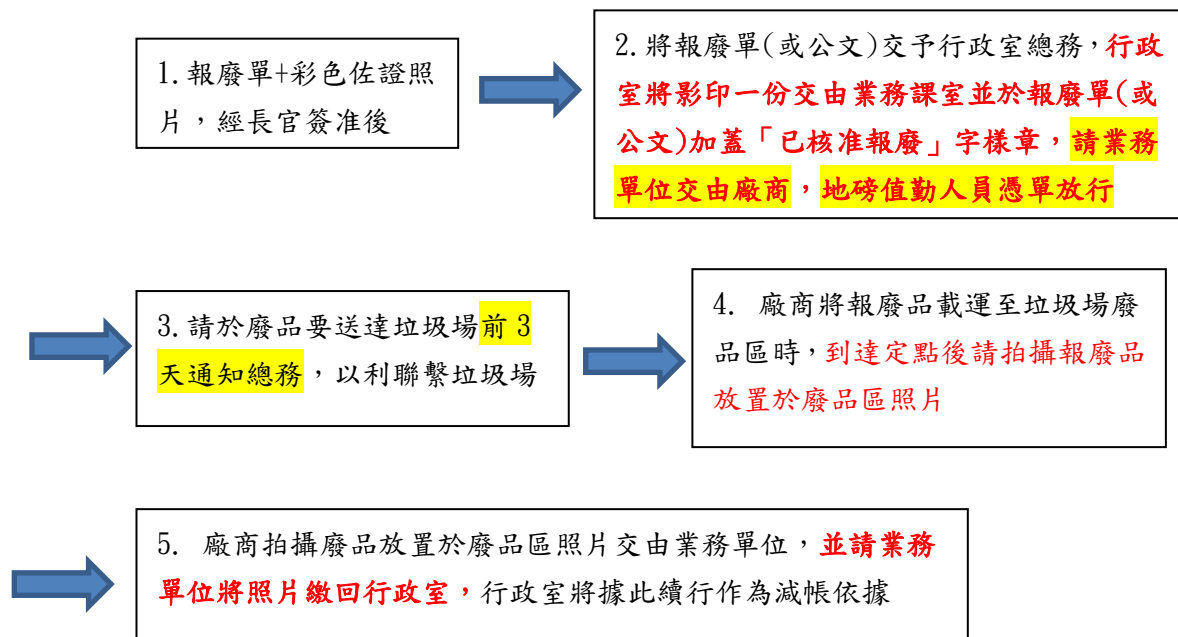 1.報廢單+彩色佐證照
片，經長官簽准後
2.將報廢單(或公文)交予行政室總務，行政
室將影印一份交由業務課室並於報廢單(或
公文)加蓋「已核准報廢」字樣章，請業務
單位交由廠商，地磅值勤人員憑單放行
3.請於廢品要送達垃圾場前 3
天通知總務，以利聯繫垃圾場
4. 廠商將報廢品載運至垃圾場廢
品區時，到達定點後請拍攝報廢品
放置於廢品區照片
5. 廠商拍攝廢品放置於廢品區照片交由業務單位，並請業務
單位將照片繳回行政室，行政室將據此續行作為減帳依據